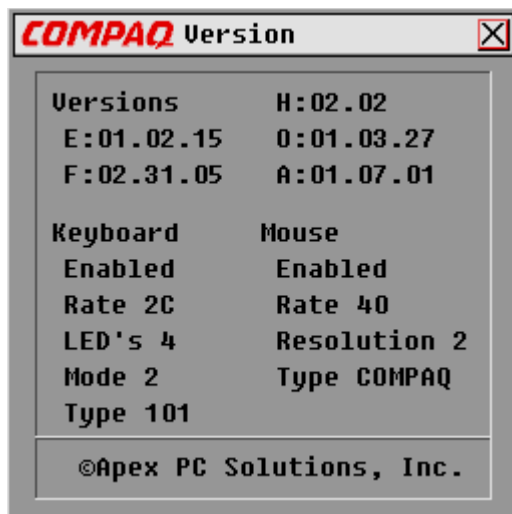 COMPAQ Version
Versions H:02.02
E:01.02.15 O:01.03.27
F:02.31.05 A:01.07.01
Keyboard Mouse
Enabled Enabled
Rate 2C Rate 40
LED's 4 Resolution 2
Mode 2 Type COMPAQ
Type 101
©Apex PC Solutions, Inc.